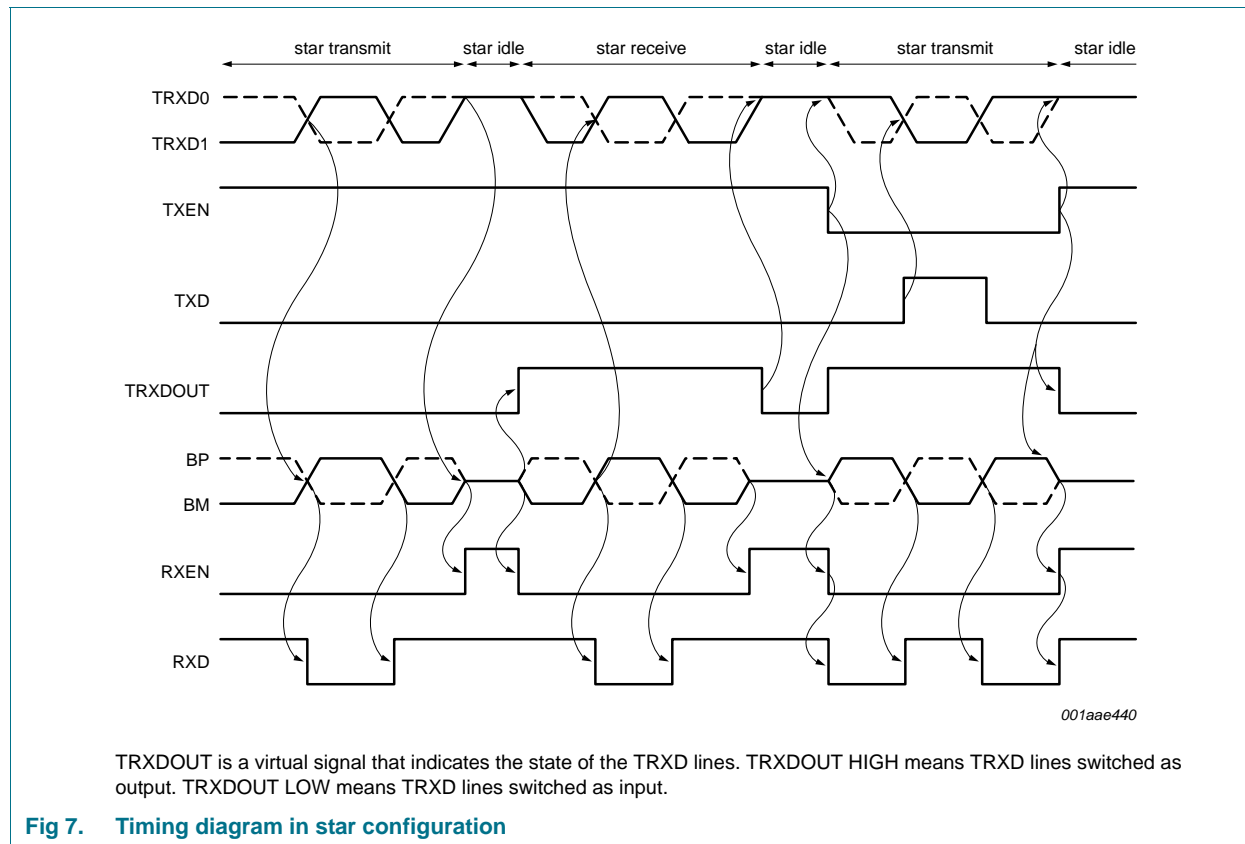 star transmit star idle star receive star idle star transmit star idle
TRXD0
TRXD1
TXEN
TXD
TRXDOUT
BP
BM
RXEN
RXD
001aae440
TRXDOUT is a virtual signal that indicates the state of the TRXD lines. TRXDOUT HIGH means TRXD lines switched as
output. TRXDOUT LOW means TRXD lines switched as input.
Fig 7. Timing diagram in star configuration